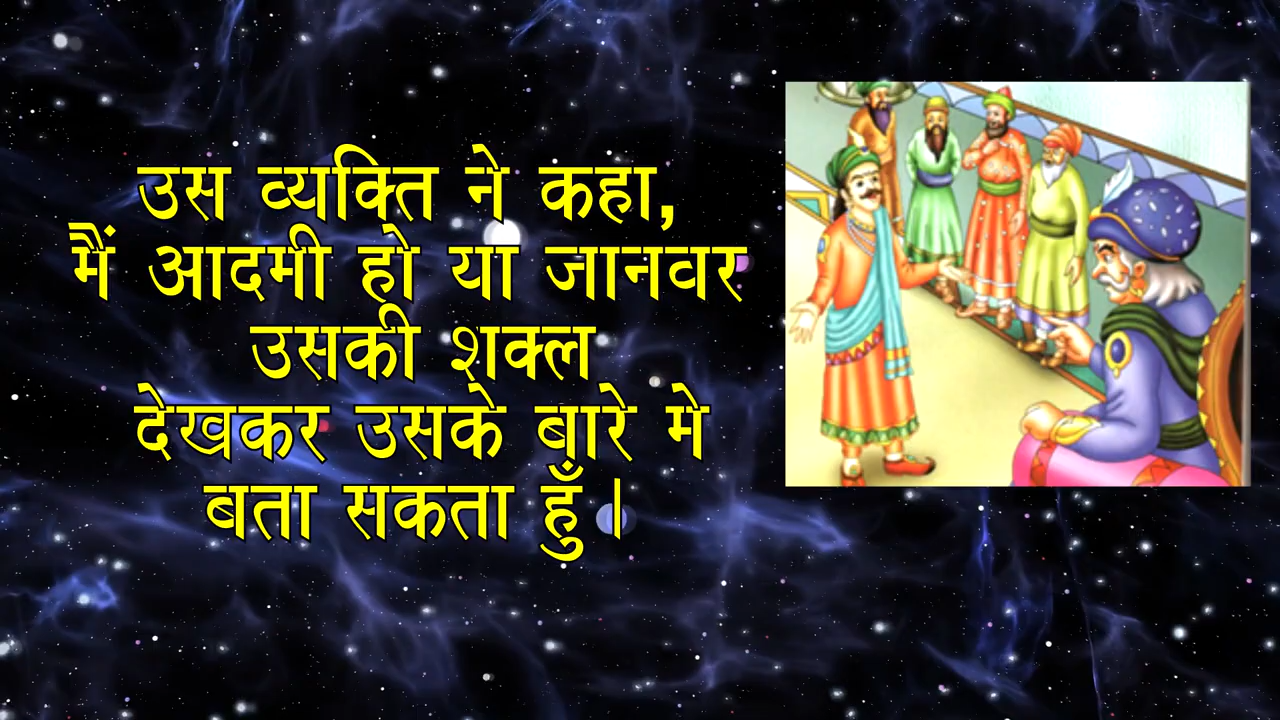 उस व्यक्ति ने कहा,
मैं आदमी हो या जानवर
उसकी शक्ल
देखकर उसके बारे मे
बता सकता हुँ।